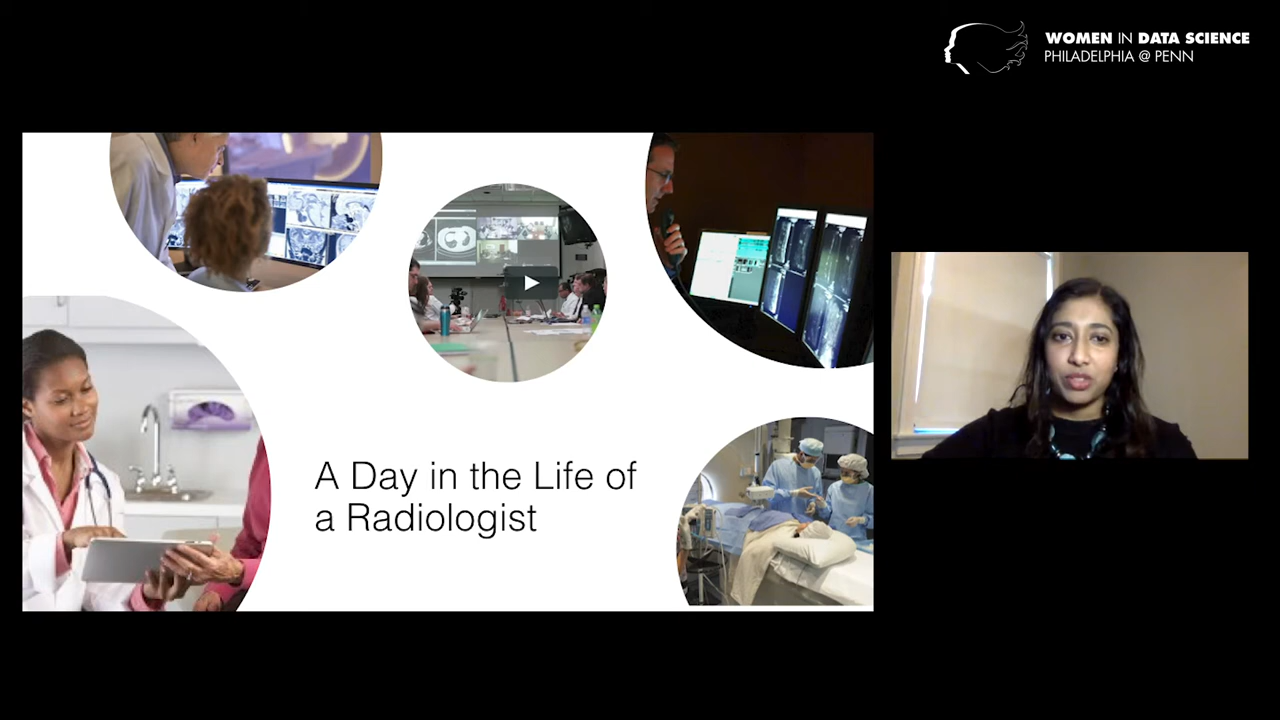 WOMEN IN DATA SCIENCE
PHILADELPHIA @ PENN
A Day in the Life of
a Radiologist